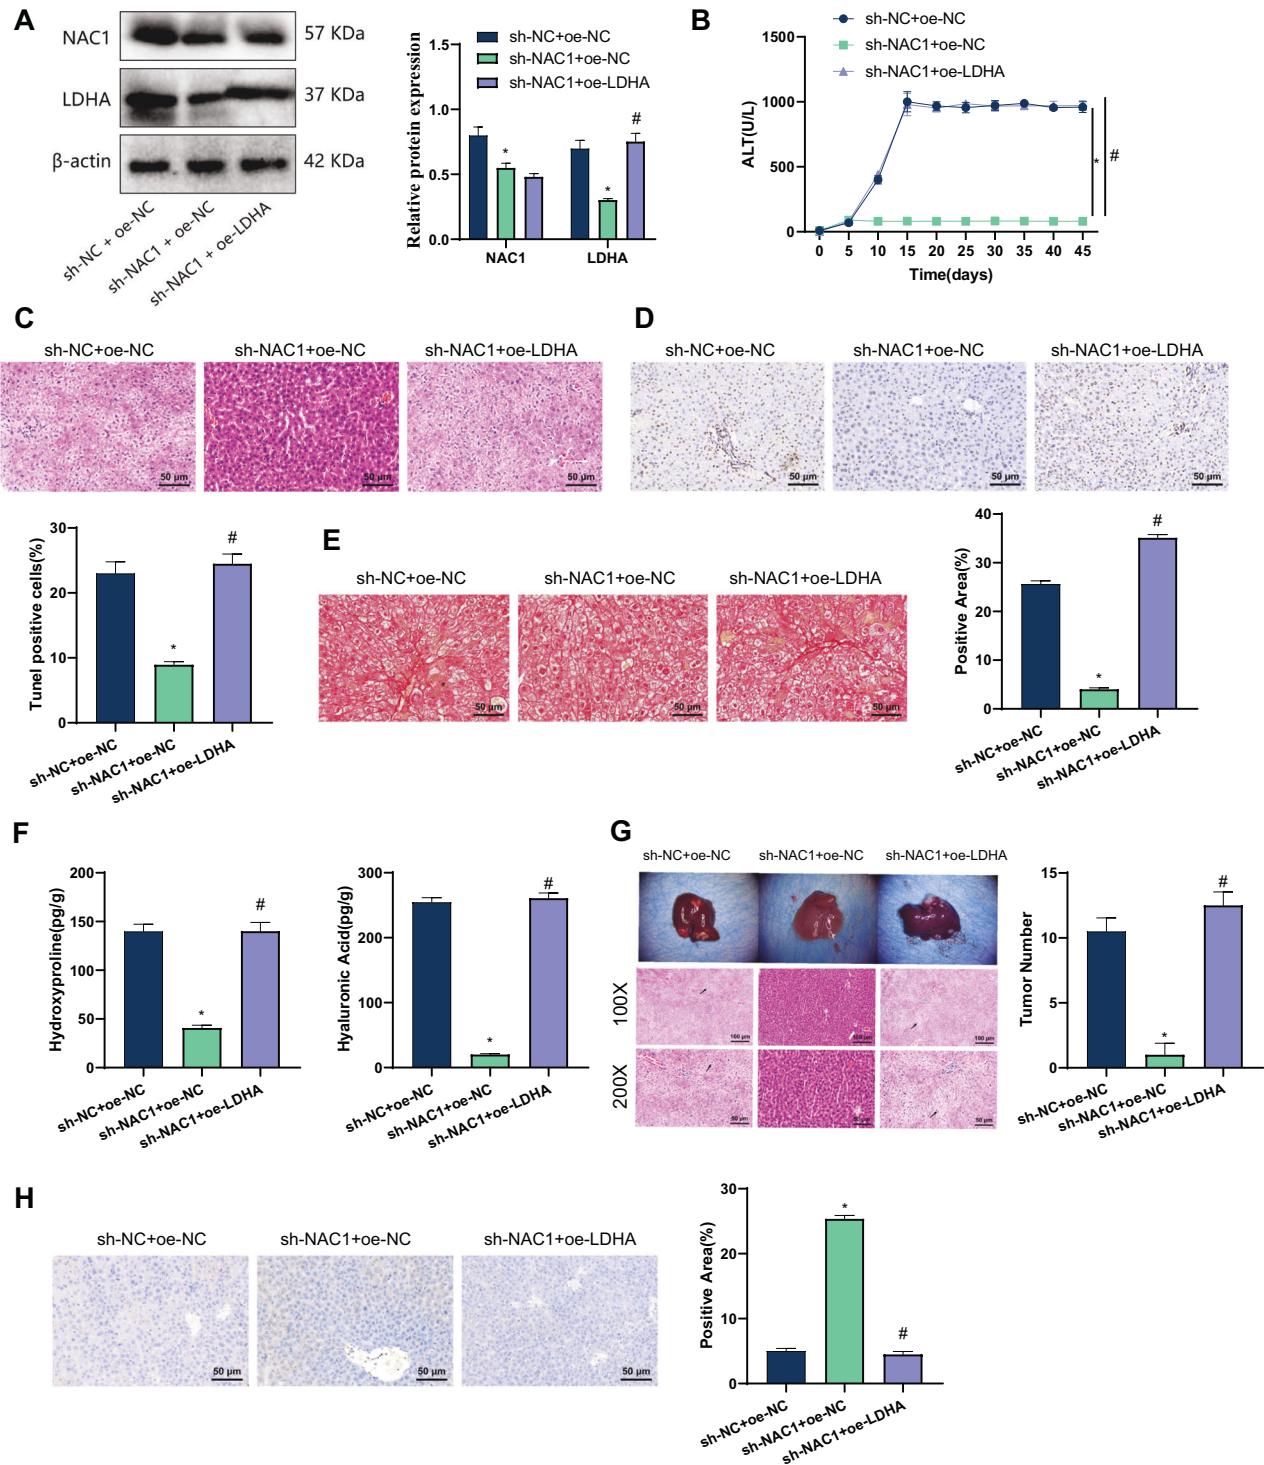 A
NAC1
57 KDa
LDHA
37 KDa
β-actin
42 KDa
sh-NC + oe-NC
sh-NAC1 + oe-NC
sh-NAC1 + oe-LDHA
sh-NC+oe-NC
sh-NAC1+oe-NC
sh-NAC1+oe-LDHA
Relative protein expression
1.5
1.0
0.5
0.0
*
*
#
NAC1
LDHA
B
sh-NC+oe-NC
sh-NAC1+oe-NC
sh-NAC1+oe-LDHA
ALT(U/L)
1500
1000
500
0
*
#
0 5 10 15 20 25 30 35 40 45
Time(days)
C
sh-NC+oe-NC
sh-NAC1+oe-NC
sh-NAC1+oe-LDHA
50 μm
50 μm
50 μm
Tunel positive cells(%)
30
20
10
0
*
#
sh-NC+oe-NC
sh-NAC1+oe-NC
sh-NAC1+oe-LDHA
D
sh-NC+oe-NC
sh-NAC1+oe-NC
sh-NAC1+oe-LDHA
50 μm
50 μm
50 μm
Positive Area(%)
40
30
20
10
0
*
#
sh-NC+oe-NC
sh-NAC1+oe-NC
sh-NAC1+oe-LDHA
E
sh-NC+oe-NC
sh-NAC1+oe-NC
sh-NAC1+oe-LDHA
50 μm
50 μm
50 μm
F
Hydroxyproline(pg/g)
200
150
100
50
0
*
#
sh-NC+oe-NC
sh-NAC1+oe-NC
sh-NAC1+oe-LDHA
Hyaluronic Acid(pg/g)
300
200
100
0
*
#
sh-NC+oe-NC
sh-NAC1+oe-NC
sh-NAC1+oe-LDHA
G
sh-NC+oe-NC
sh-NAC1+oe-NC
sh-NAC1+oe-LDHA
100X
100 μm
100 μm
100 μm
200X
50 μm
50 μm
50 μm
Tumor Number
15
10
5
0
*
#
sh-NC+oe-NC
sh-NAC1+oe-NC
sh-NAC1+oe-LDHA
H
sh-NC+oe-NC
sh-NAC1+oe-NC
sh-NAC1+oe-LDHA
50 μm
50 μm
50 μm
Positive Area(%)
30
20
10
0
*
#
sh-NC+oe-NC
sh-NAC1+oe-NC
sh-NAC1+oe-LDHA